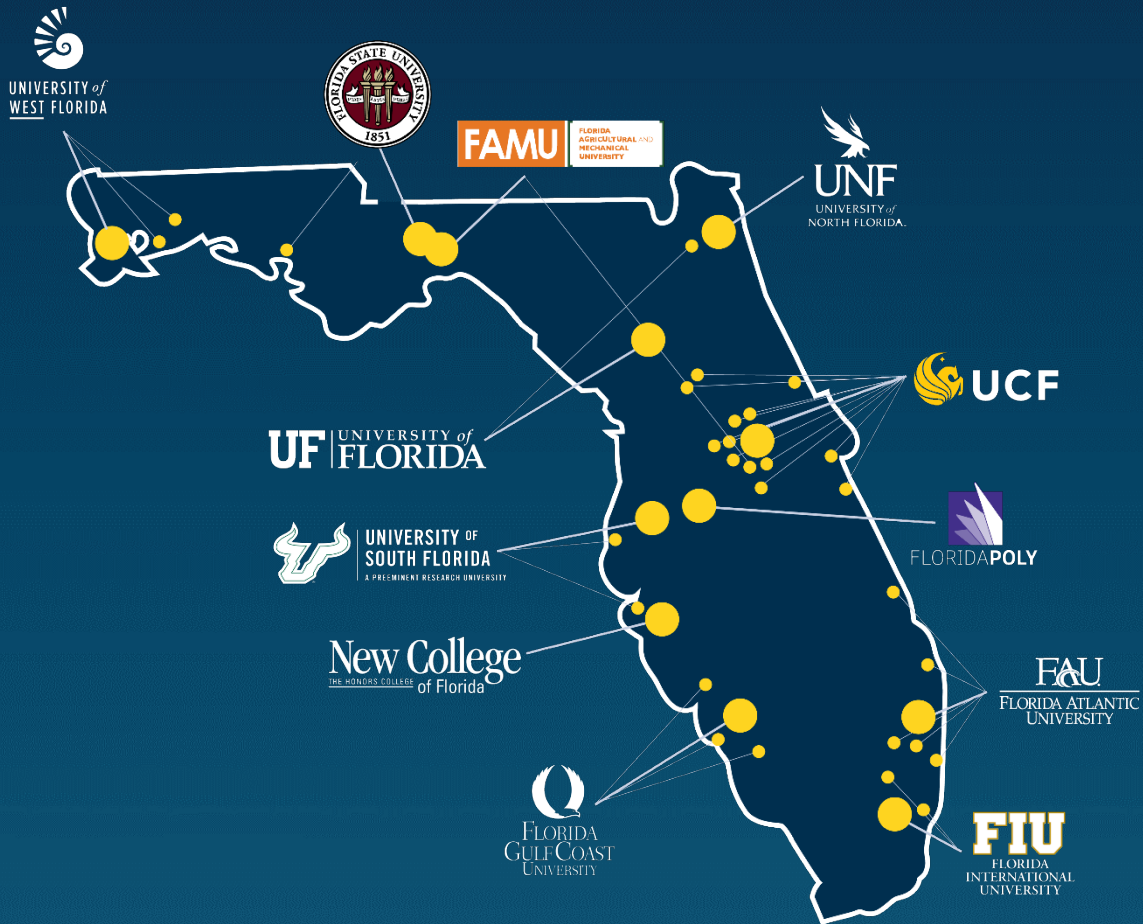 UNIVERSITY of
WEST FLORIDA
FLORIDA STATE UNIVERSITY
1851
FAMU
FLORIDA
AGRICULTURAL AND
MECHANICAL
UNIVERSITY
UNF
UNIVERSITY of
NORTH FLORIDA.
UCF
UF
UNIVERSITY of
FLORIDA
UNIVERSITY OF
SOUTH FLORIDA
A PREEMINENT RESEARCH UNIVERSITY
FLORIDAPOLY
New College
THE HONORS COLLEGE
of Florida
FAU
FLORIDA ATLANTIC
UNIVERSITY
FLORIDA
GULF COAST
UNIVERSITY
FIU
FLORIDA
INTERNATIONAL
UNIVERSITY